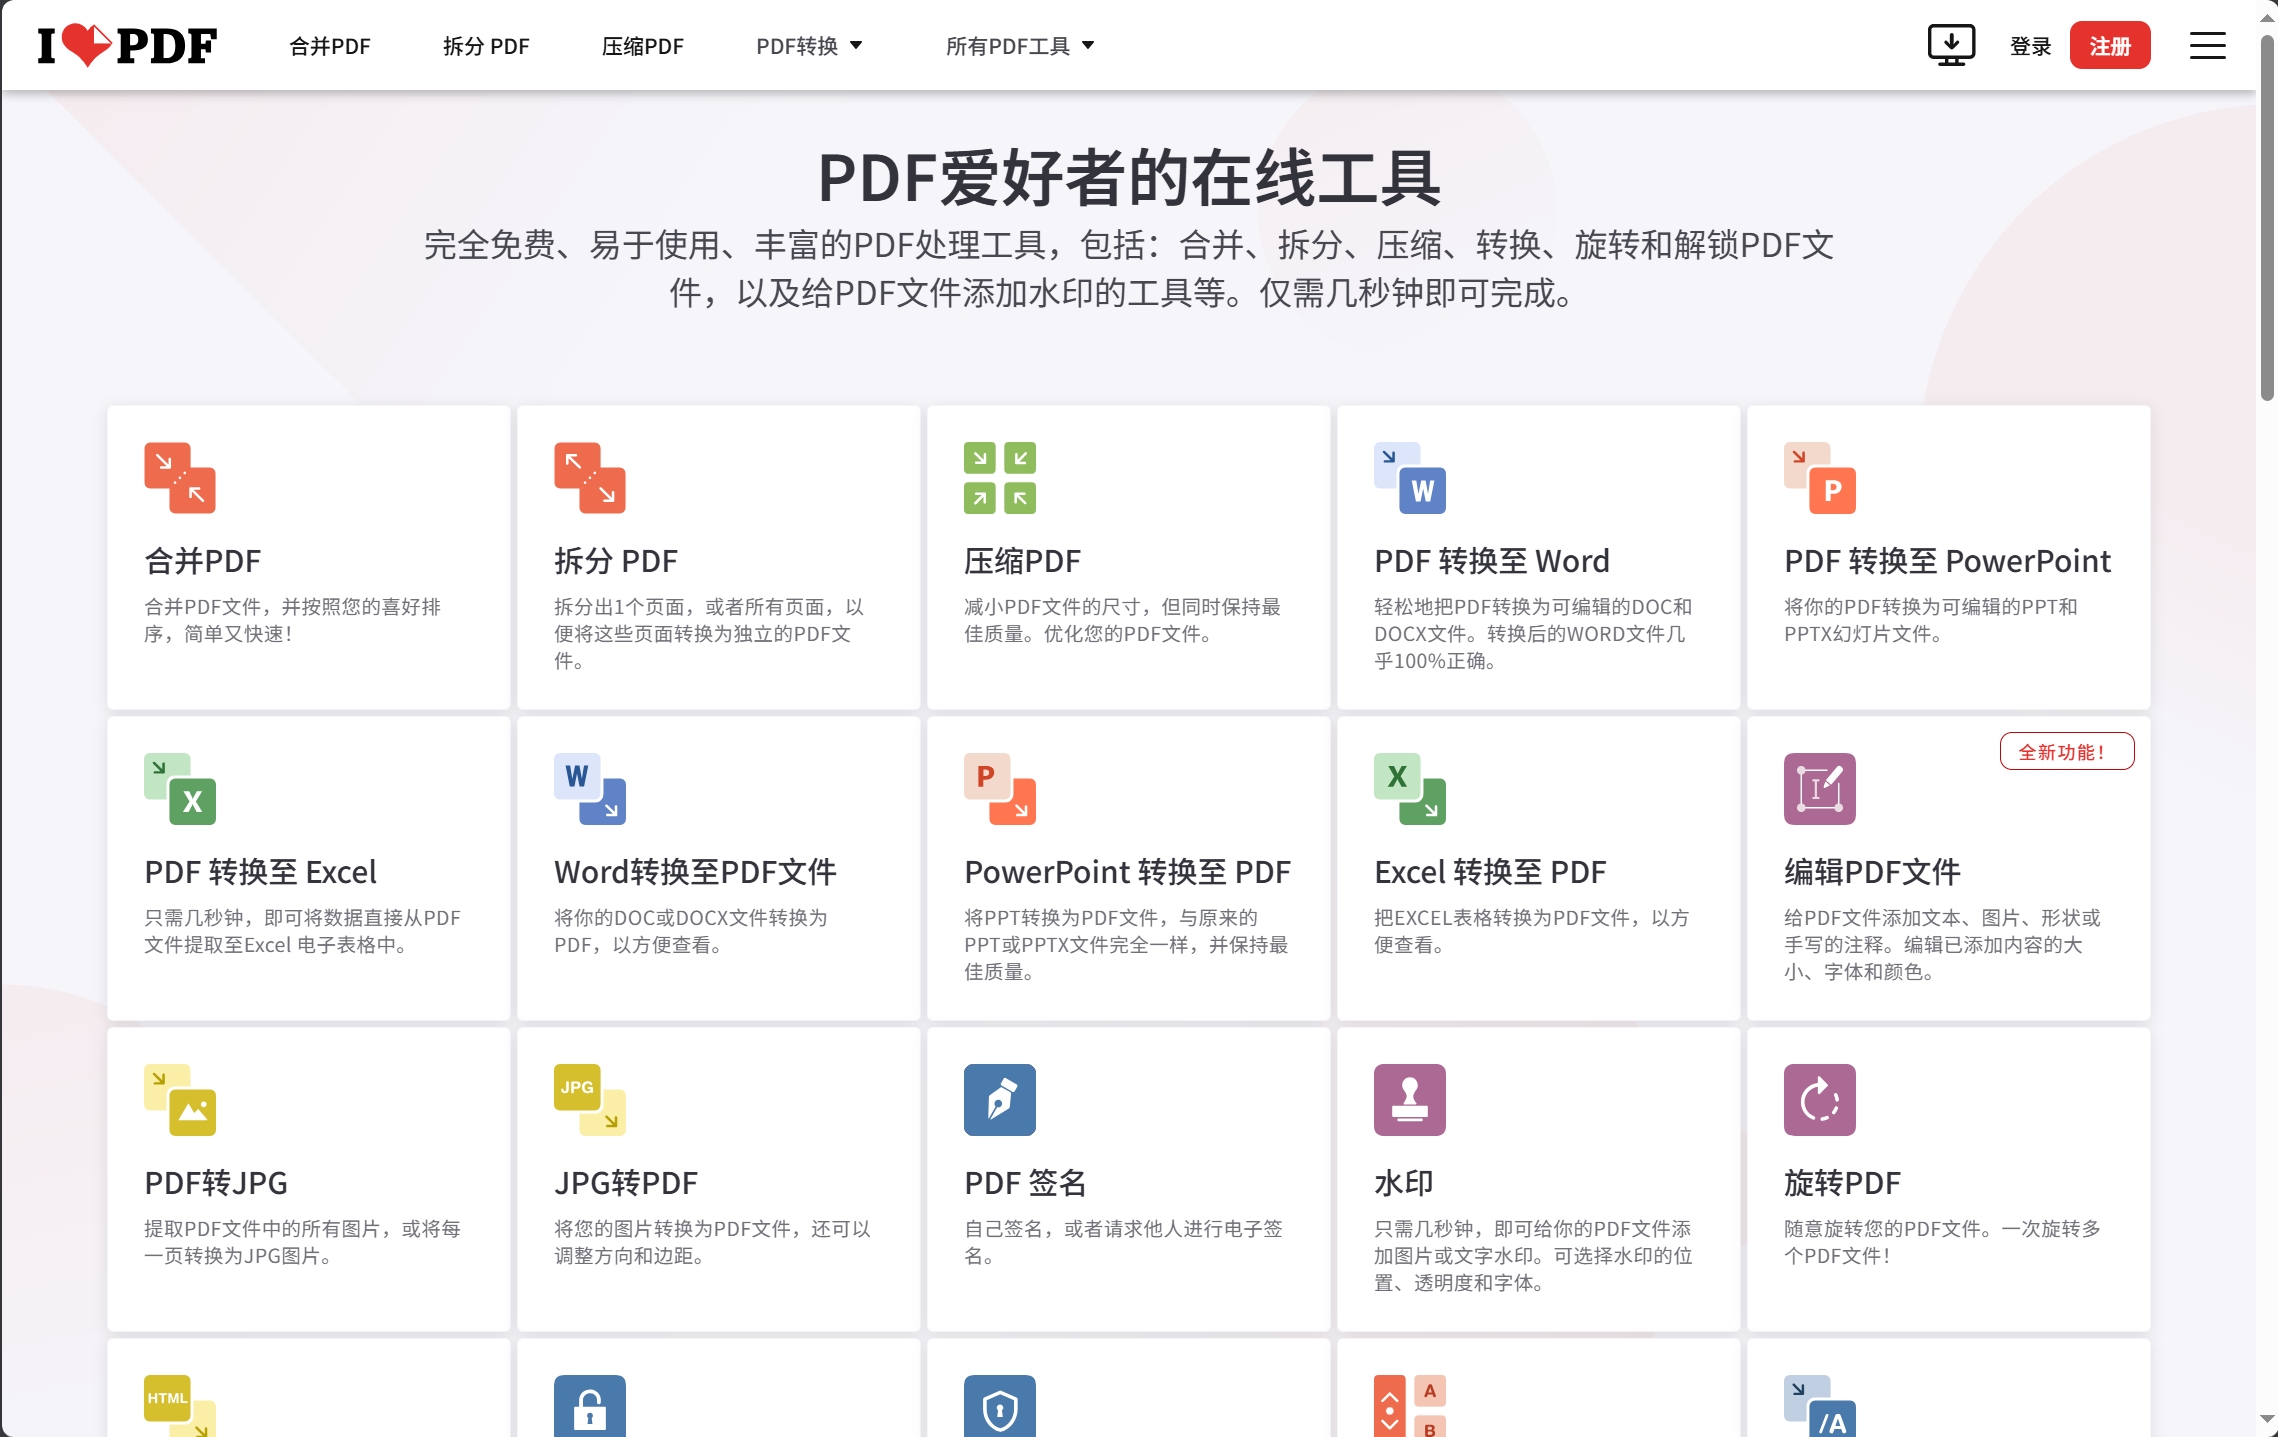 I PDF
合并PDF
拆分 PDF
压缩PDF
PDF转换
所有PDF工具
登录
注册
PDF爱好者的在线工具
完全免费、易于使用、丰富的PDF处理工具，包括：合并、拆分、压缩、转换、旋转和解锁PDF文
件，以及给PDF文件添加水印的工具等。仅需几秒钟即可完成。
合并PDF
合并PDF文件，并按照您的喜好排
序，简单又快速！
拆分 PDF
拆分出1个页面，或者所有页面，以
便将这些页面转换为独立的PDF文
件。
压缩PDF
减小PDF文件的尺寸，但同时保持最
佳质量。优化您的PDF文件。
W
PDF 转换至 Word
轻松地把PDF转换为可编辑的DOC和
DOCX文件。转换后的WORD文件几
乎100%正确。
P
PDF 转换至 PowerPoint
将你的PDF转换为可编辑的PPT和
PPTX幻灯片文件。
X
PDF 转换至 Excel
只需几秒钟，即可将数据直接从PDF
文件提取至Excel 电子表格中。
W
Word转换至PDF文件
将你的DOC或DOCX文件转换为
PDF，以方便查看。
P
PowerPoint 转换至 PDF
将PPT转换为PDF文件，与原来的
PPT或PPTX文件完全一样，并保持最
佳质量。
X
Excel 转换至 PDF
把EXCEL表格转换为PDF文件，以方
便查看。
全新功能！
编辑PDF文件
给PDF文件添加文本、图片、形状或
手写的注释。编辑已添加内容的大
小、字体和颜色。
PDF转JPG
提取PDF文件中的所有图片，或将每
一页转换为JPG图片。
JPG
JPG转PDF
将您的图片转换为PDF文件，还可以
调整方向和边距。
PDF 签名
自己签名，或者请求他人进行电子签
名。
水印
只需几秒钟，即可给你的PDF文件添
加图片或文字水印。可选择水印的位
置、透明度和字体。
旋转PDF
随意旋转您的PDF文件。一次旋转多
个PDF文件！
HTML
A
B
/A